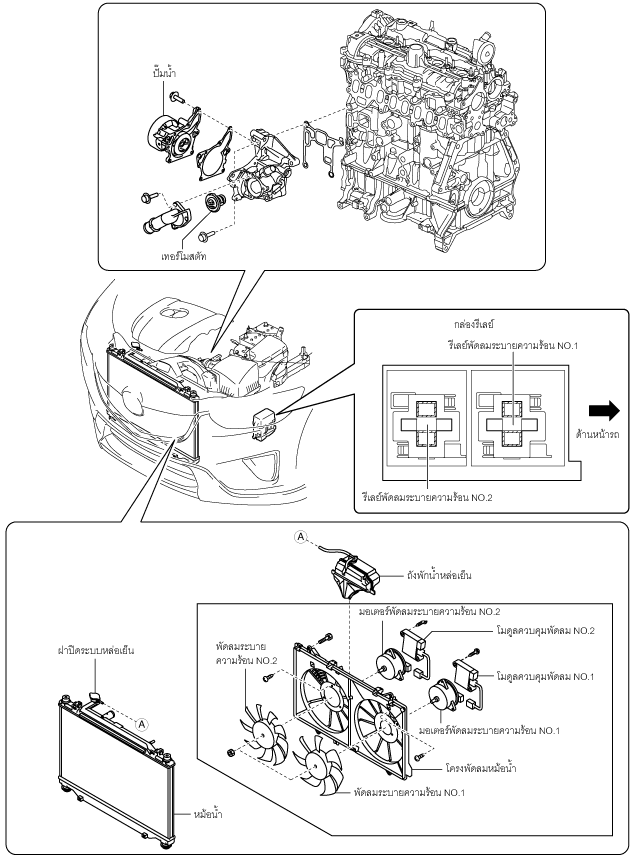 ปั๊มน้ำ
เทอร์โมสตัท
กล่องรีเลย์
รีเลย์พัดลมระบายความร้อน NO.1
ด้านหน้ารถ
รีเลย์พัดลมระบายความร้อน NO.2
A
ถังพักน้ำหล่อเย็น
มอเตอร์พัดลมระบายความร้อน NO.2
โมดูลควบคุมพัดลม NO.2
พัดลมระบาย
ความร้อน NO.2
ฝาปิดระบบหล่อเย็น
โมดูลควบคุมพัดลม NO.1
A
มอเตอร์พัดลมระบายความร้อน NO.1
โครงพัดลมหม้อน้ำ
พัดลมระบายความร้อน NO.1
หม้อน้ำ